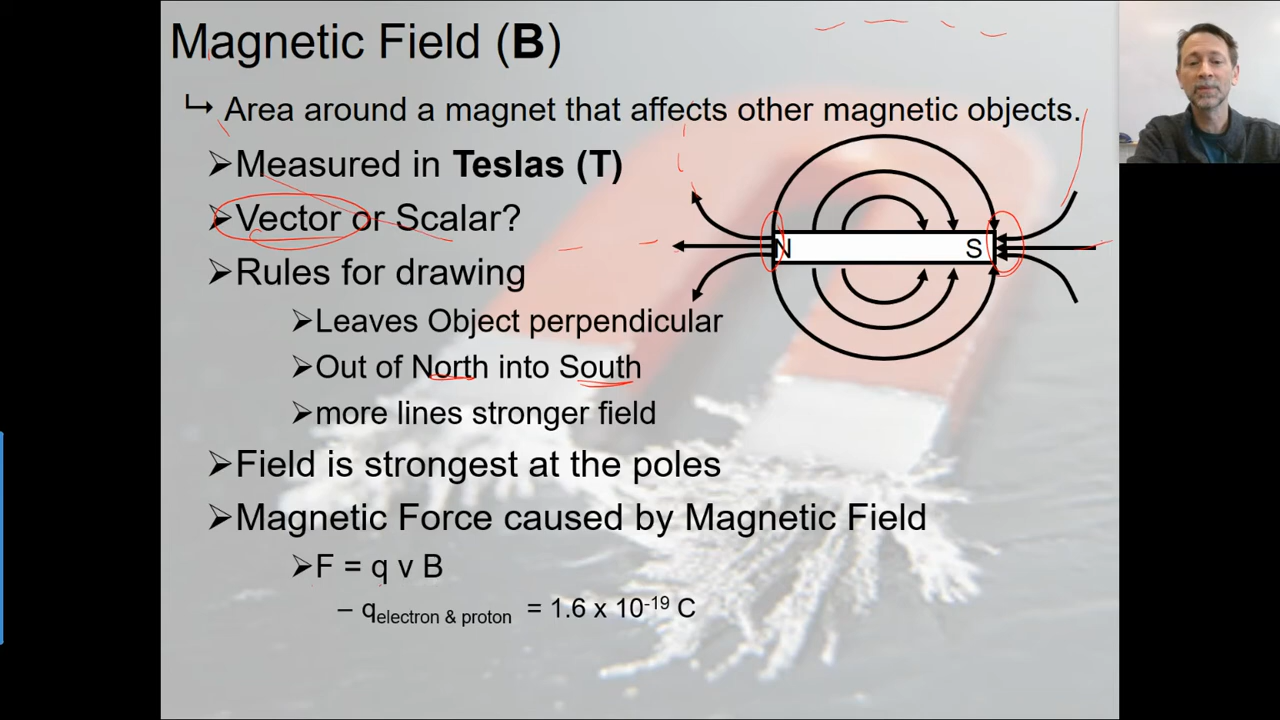 Magnetic Field (B)
↳ Area around a magnet that affects other magnetic objects.
➢Measured in Teslas (T)
➢Vector or Scalar?
➢Rules for drawing
➢Leaves Object perpendicular
➢Out of North into South
➢more lines stronger field
➢Field is strongest at the poles
➢Magnetic Force caused by Magnetic Field
➢F = q v B
– qelectron & proton = 1.6 x 10-19 C
N S